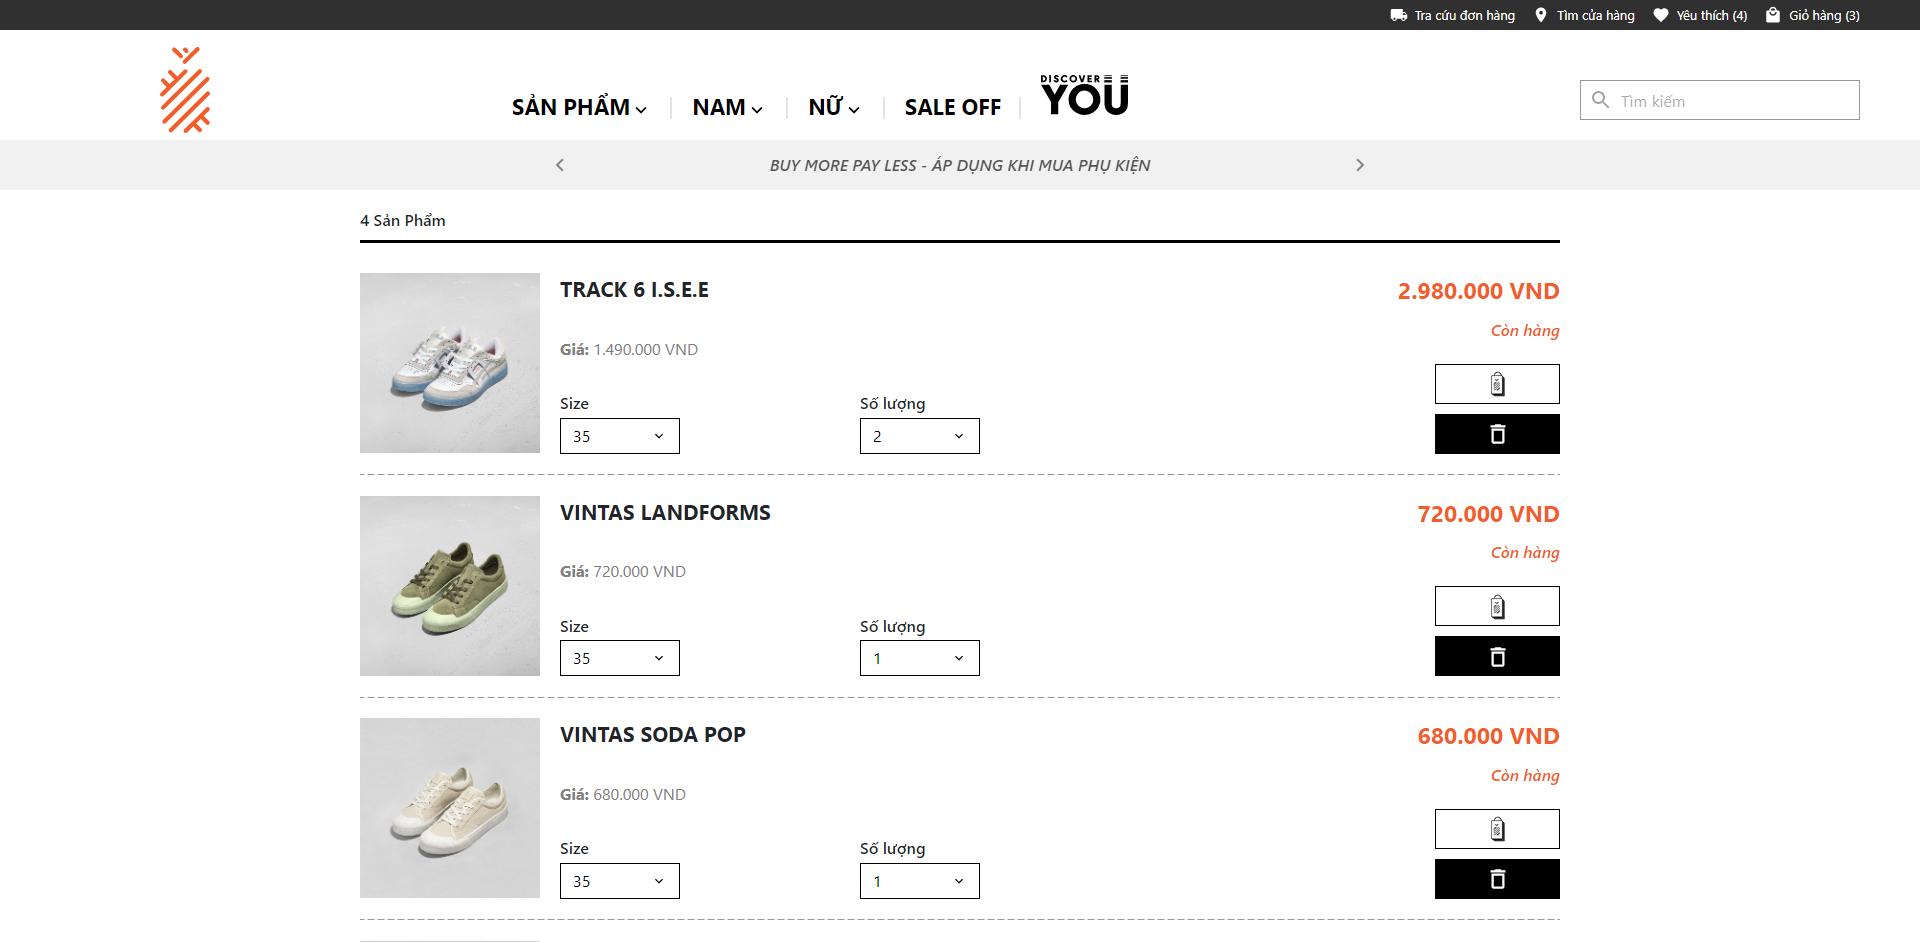 Tra cứu đơn hàng Tìm cửa hàng Yêu thích (4) Giỏ hàng (3)
SẢN PHẨM NAM NỮ SALE OFF DISCOVER YOU
Tìm kiếm
BUY MORE PAY LESS - ÁP DỤNG KHI MUA PHỤ KIỆN
4 Sản Phẩm
TRACK 6 I.S.E.E 2.980.000 VND
Còn hàng
Giá: 1.490.000 VND
Size Số lượng
35 2
VINTAS LANDFORMS 720.000 VND
Còn hàng
Giá: 720.000 VND
Size Số lượng
35 1
VINTAS SODA POP 680.000 VND
Còn hàng
Giá: 680.000 VND
Size Số lượng
35 1